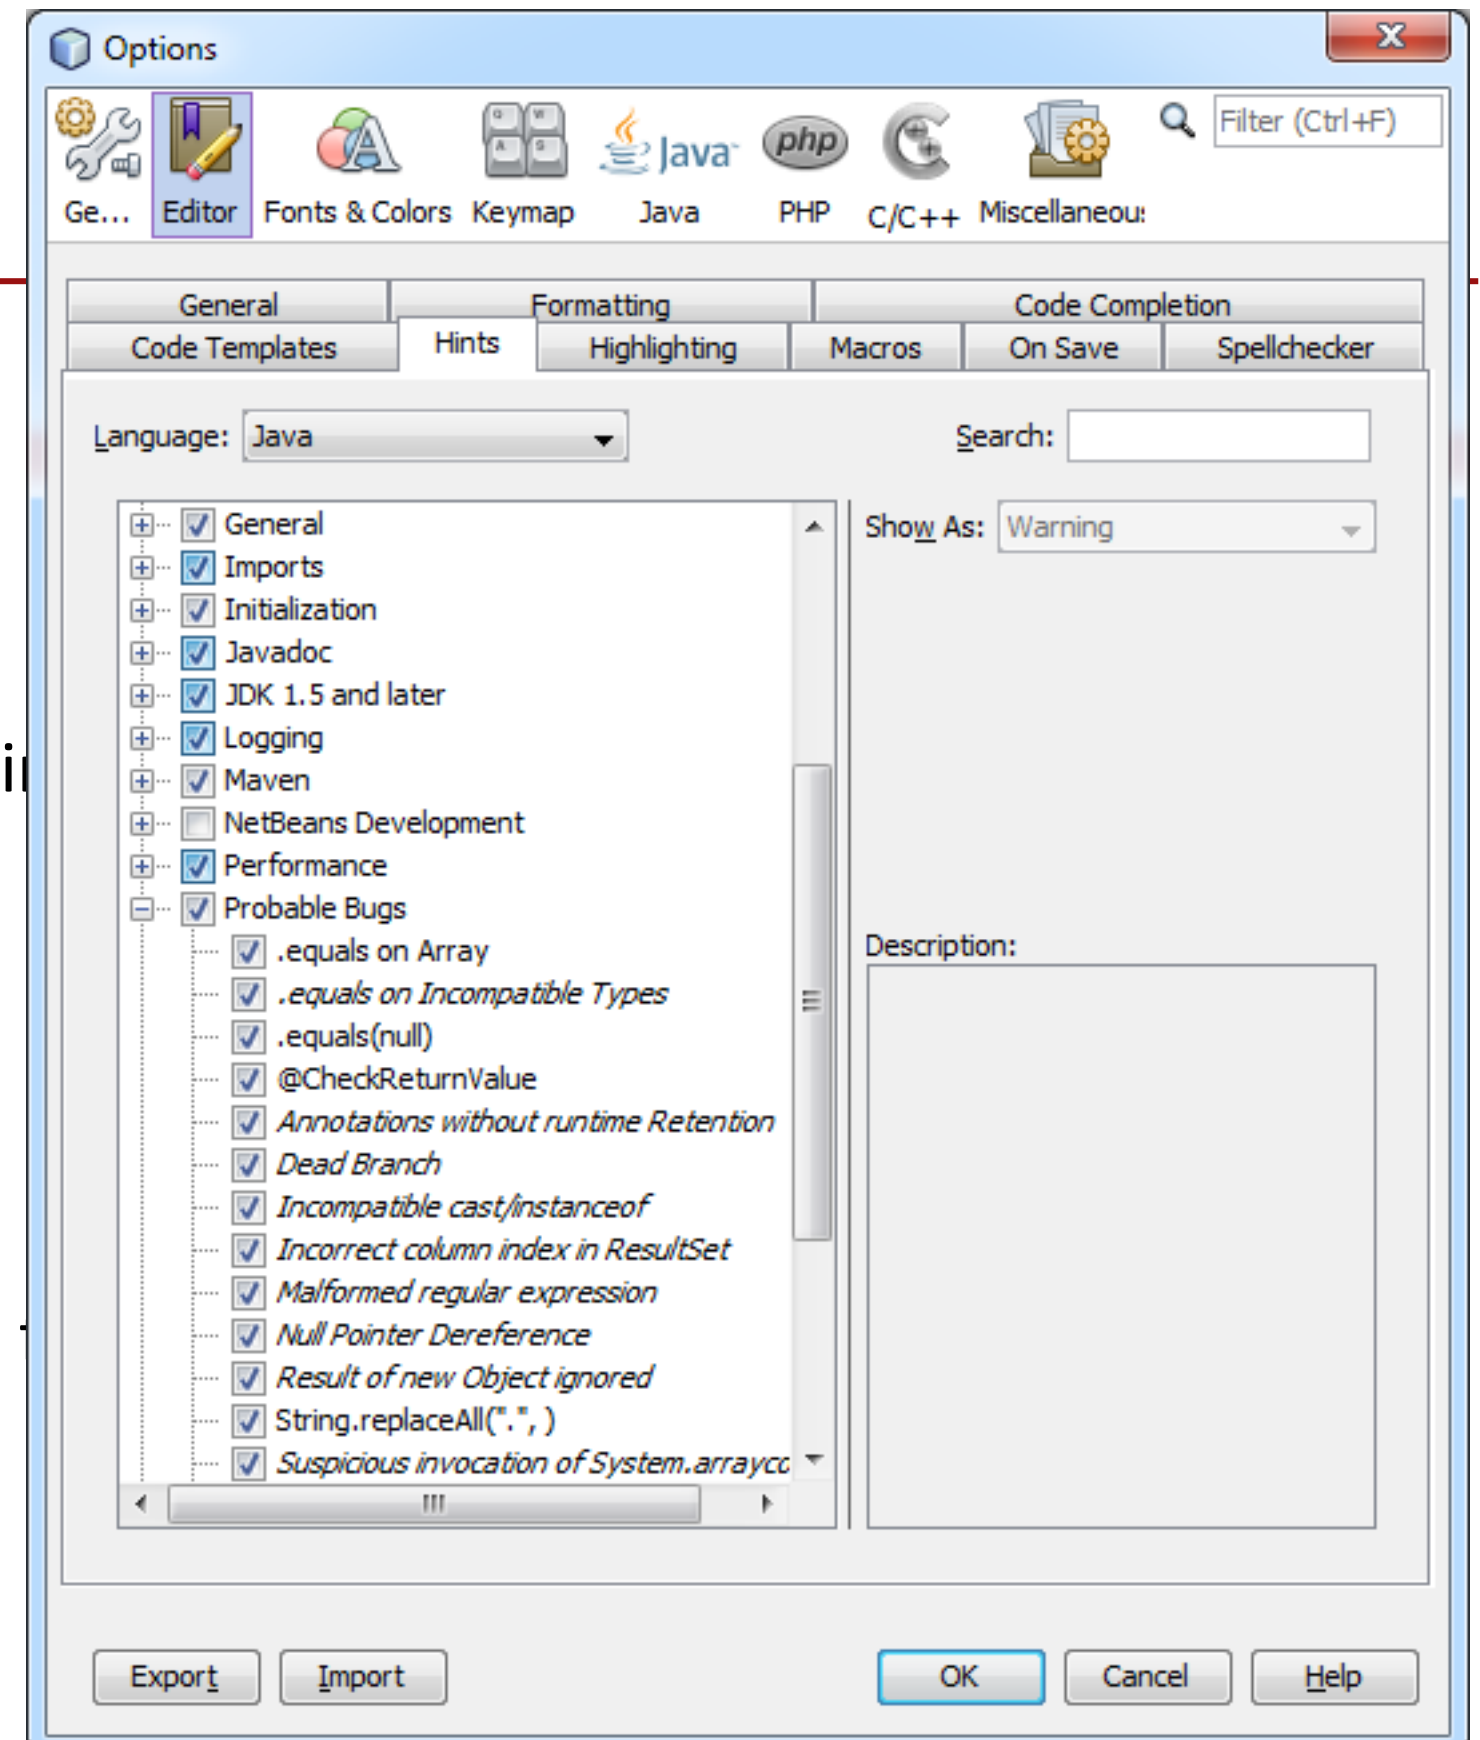 Options
Filter (Ctrl+F)
Q W A S
Java
php
Ge... Editor Fonts & Colors Keymap Java PHP C/C++ Miscellaneou
General Formatting Code Completion
Code Templates Hints Highlighting Macros On Save Spellchecker
Language: Java Search:
Show As: Warning
General
Imports
Initialization
Javadoc
JDK 1.5 and later
Logging
Maven
NetBeans Development
Performance
Probable Bugs
.equals on Array
.equals on Incompatible Types
.equals(null)
@CheckReturnValue
Annotations without runtime Retention
Dead Branch
Incompatible cast/instanceof
Incorrect column index in ResultSet
Malformed regular expression
Null Pointer Dereference
Result of new Object ignored
String.replaceAll(".", )
Suspicious invocation of System.arrayco
Description:
Export Import OK Cancel Help